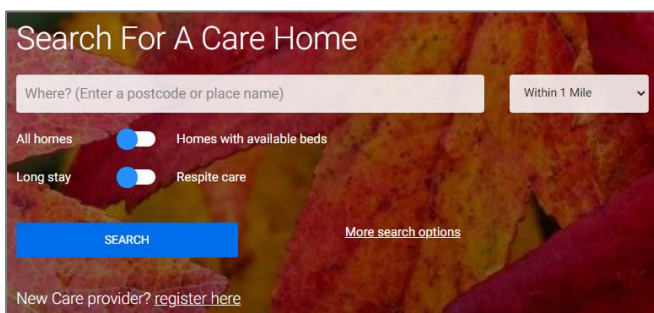 Search For A Care Home
Where? (Enter a postcode or place name)
Within 1 Mile
All homes
Homes with available beds
Long stay
Respite care
SEARCH
More search options
New Care provider? register here